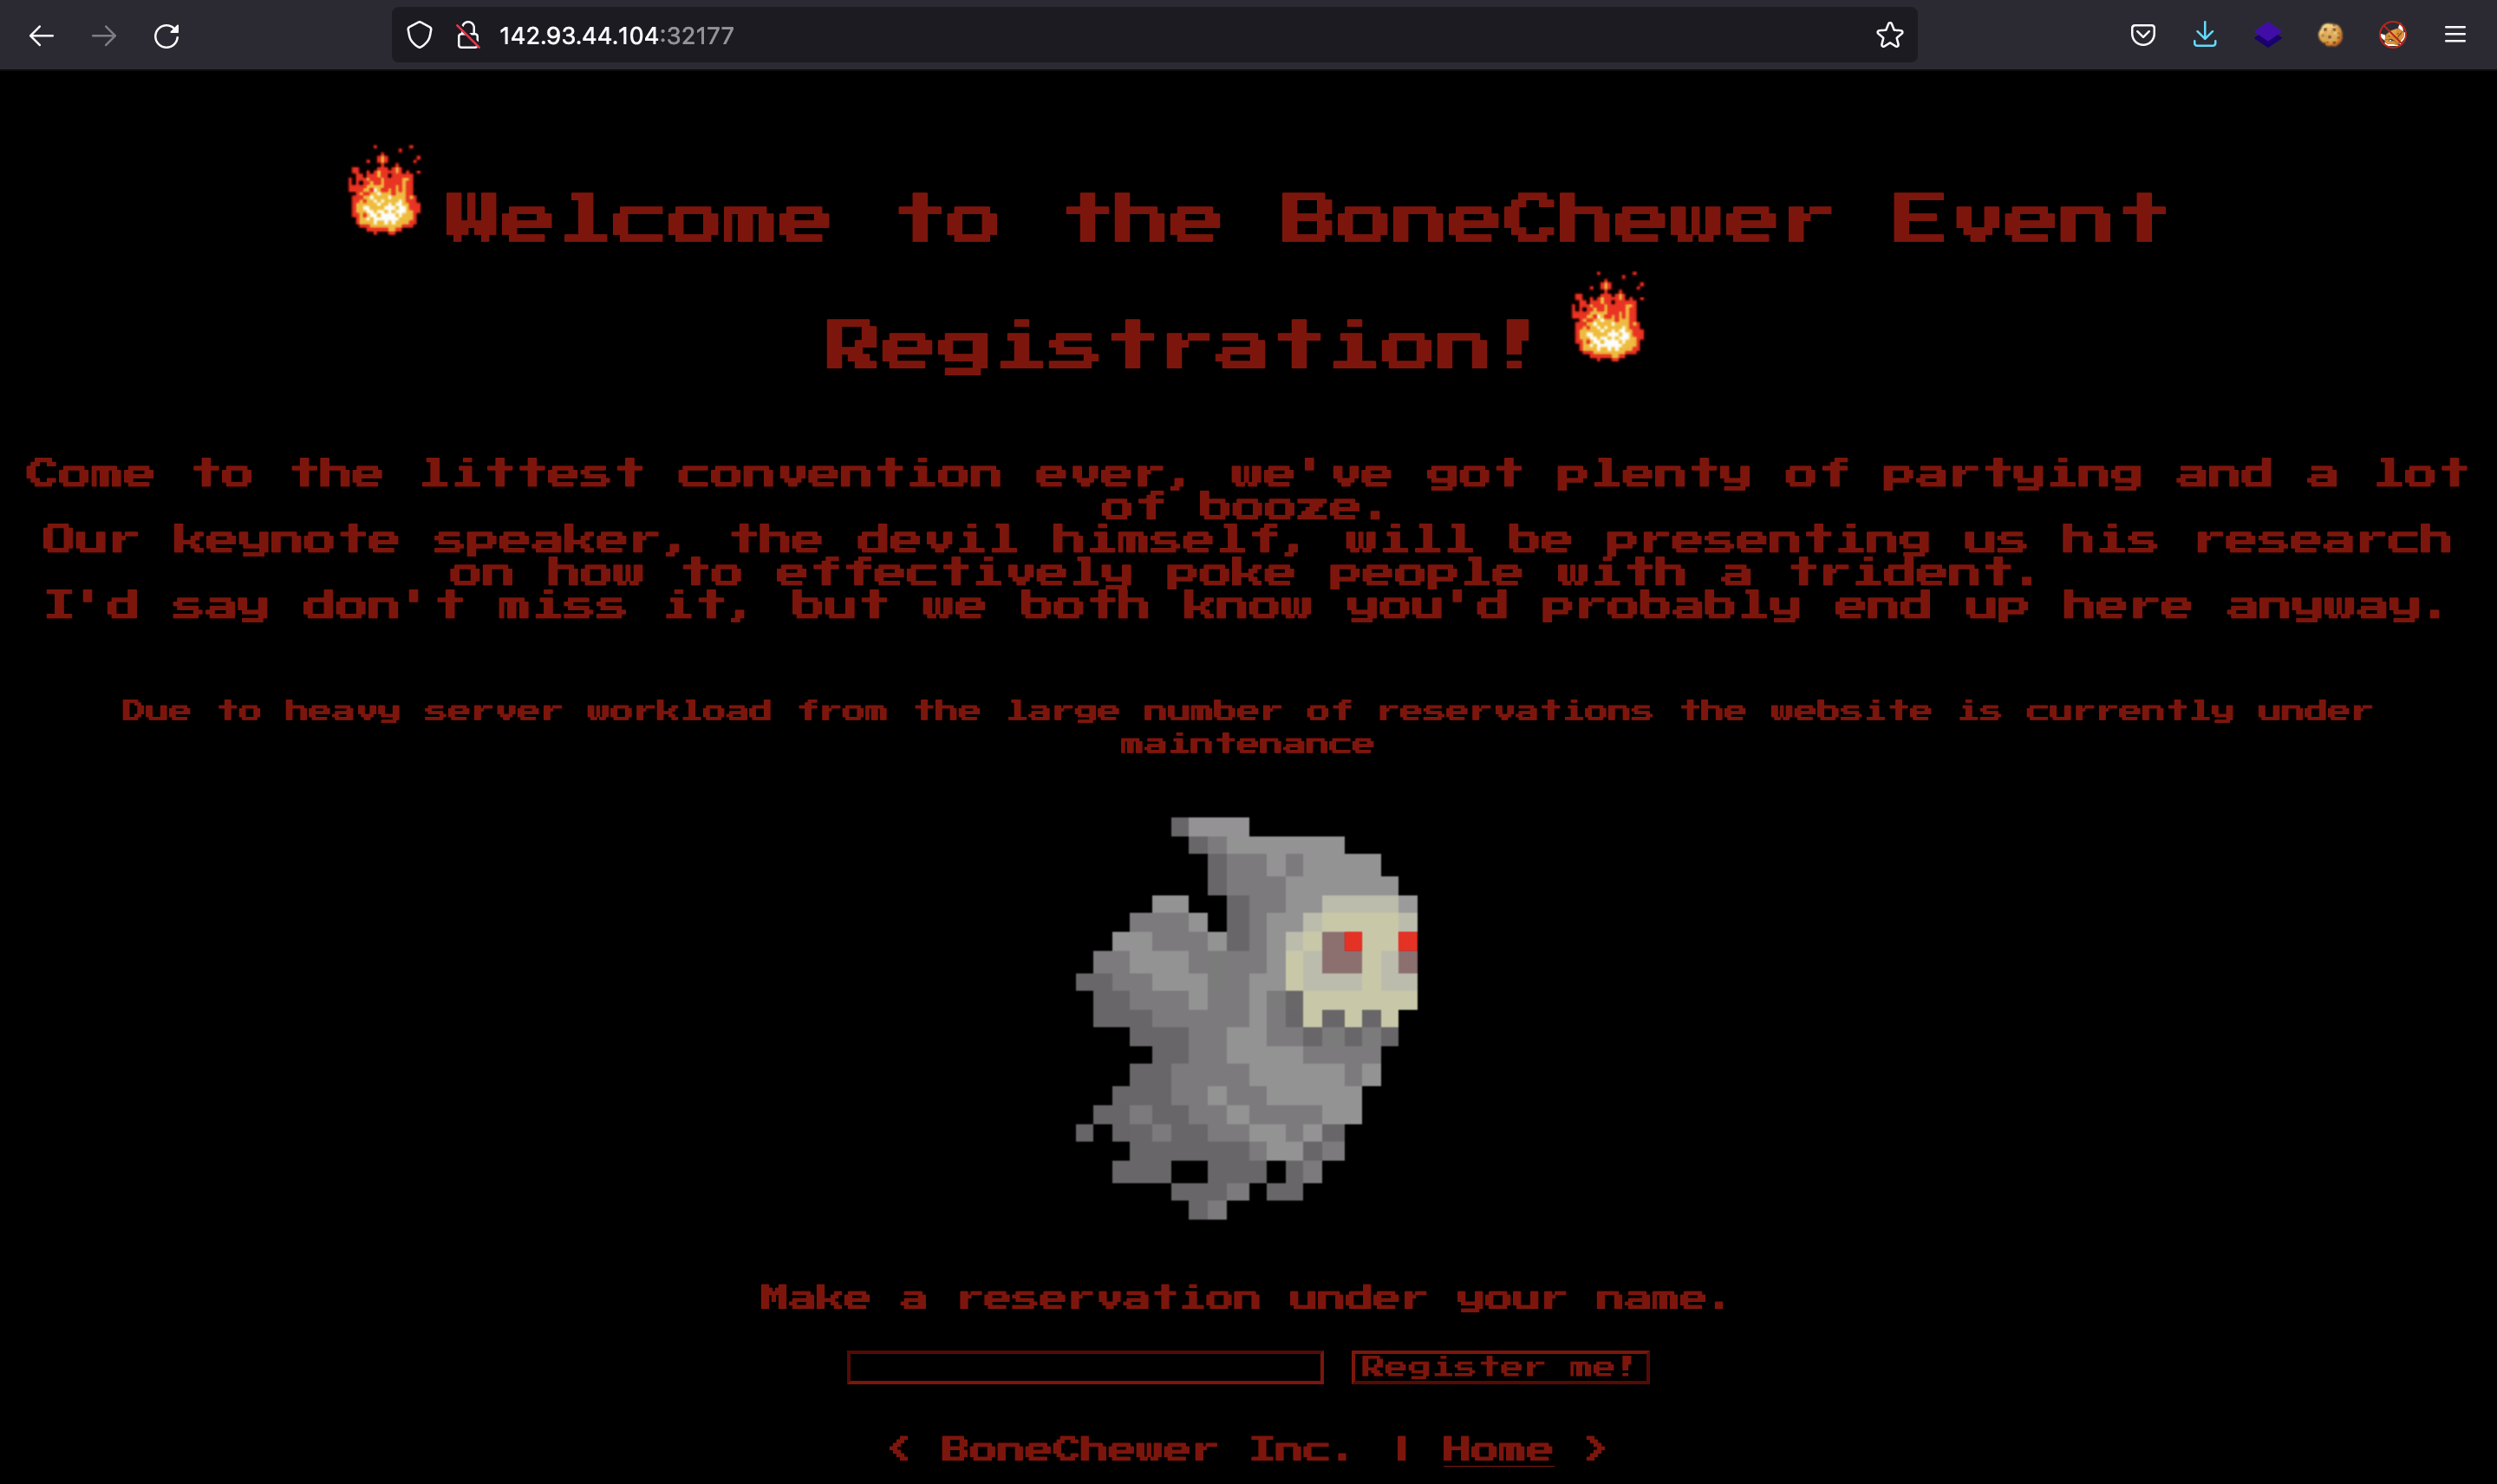 142.93.44.104:32177
Welcome to the BoneChewer Event
Registration!
Come to the littest convention ever, we've got plenty of partying and a lot
of booze.
Our keynote speaker, the devil himself, will be presenting us his research
on how to effectively poke people with a trident.
I'd say don't miss it, but we both know you'd probably end up here anyway.
Due to heavy server workload from the large number of reservations the website is currently under
maintenance
Make a reservation under your name.
Register me!
< BoneChewer Inc. | Home >